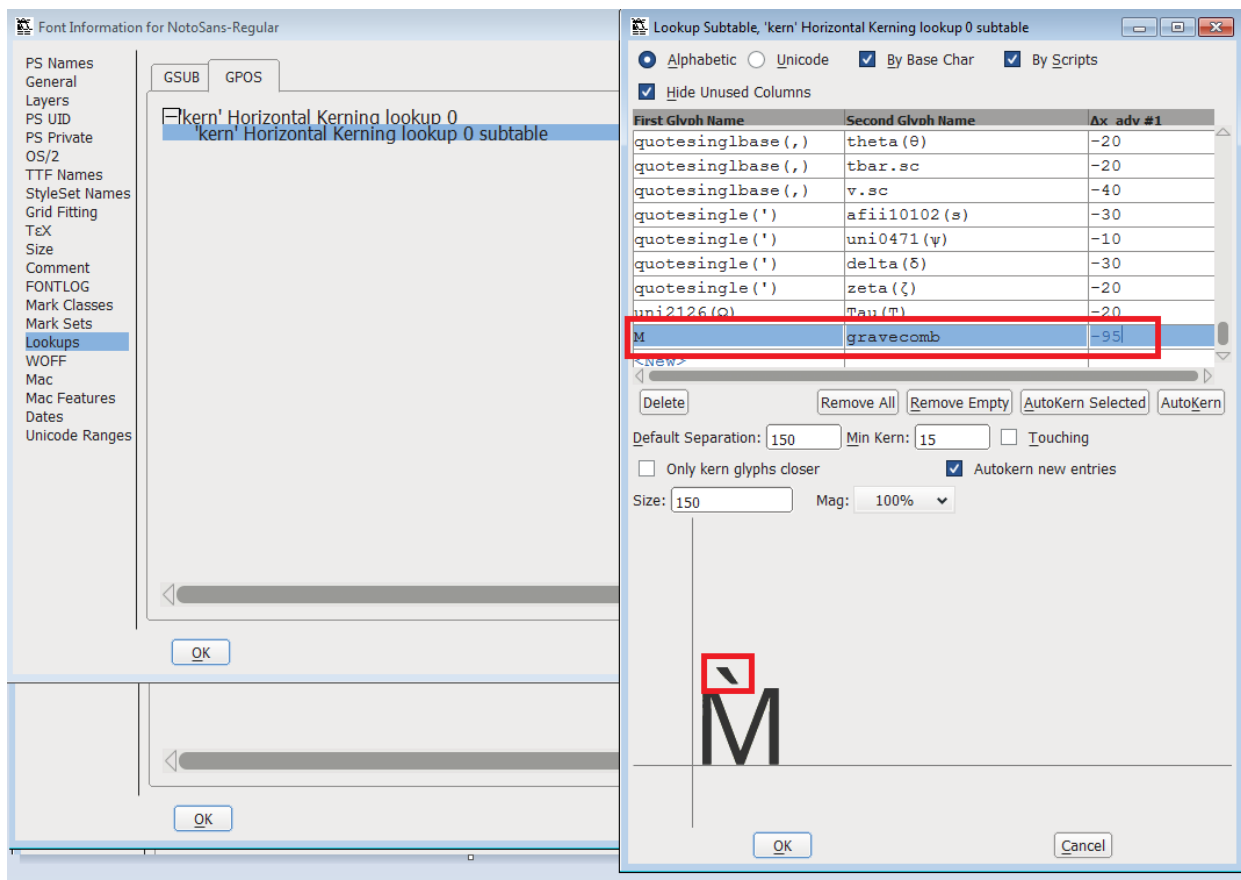 Font Information for NotoSans-Regular
PS Names
General
Layers
PS UID
PS Private
OS/2
TTF Names
StyleSet Names
Grid Fitting
TεX
Size
Comment
FONTLOG
Mark Classes
Mark Sets
Lookups
WOFF
Mac
Mac Features
Dates
Unicode Ranges
GSUB GPOS
'kern' Horizontal Kerning lookup 0
'kern' Horizontal Kerning lookup 0 subtable
OK
OK
Lookup Subtable, 'kern' Horizontal Kerning lookup 0 subtable
Alphabetic Unicode By Base Char By Scripts
Hide Unused Columns
First Glyph Name Second Glyph Name Δx_adv #1
quotesinglbase(‚) theta(θ) -20
quotesinglbase(‚) tbar.sc -20
quotesinglbase(‚) v.sc -40
quotesingle(') afii10102(ѕ) -30
quotesingle(') uni0471(ѱ) -10
quotesingle(') delta(δ) -30
quotesingle(') zeta(ζ) -20
uni2126(Ω) Tau(Τ) -20
M gravecomb -95
<New>
Delete Remove All Remove Empty AutoKern Selected AutoKern
Default Separation: 150 Min Kern: 15 Touching
Only kern glyphs closer Autokern new entries
Size: 150 Mag: 100%
M̀
OK Cancel